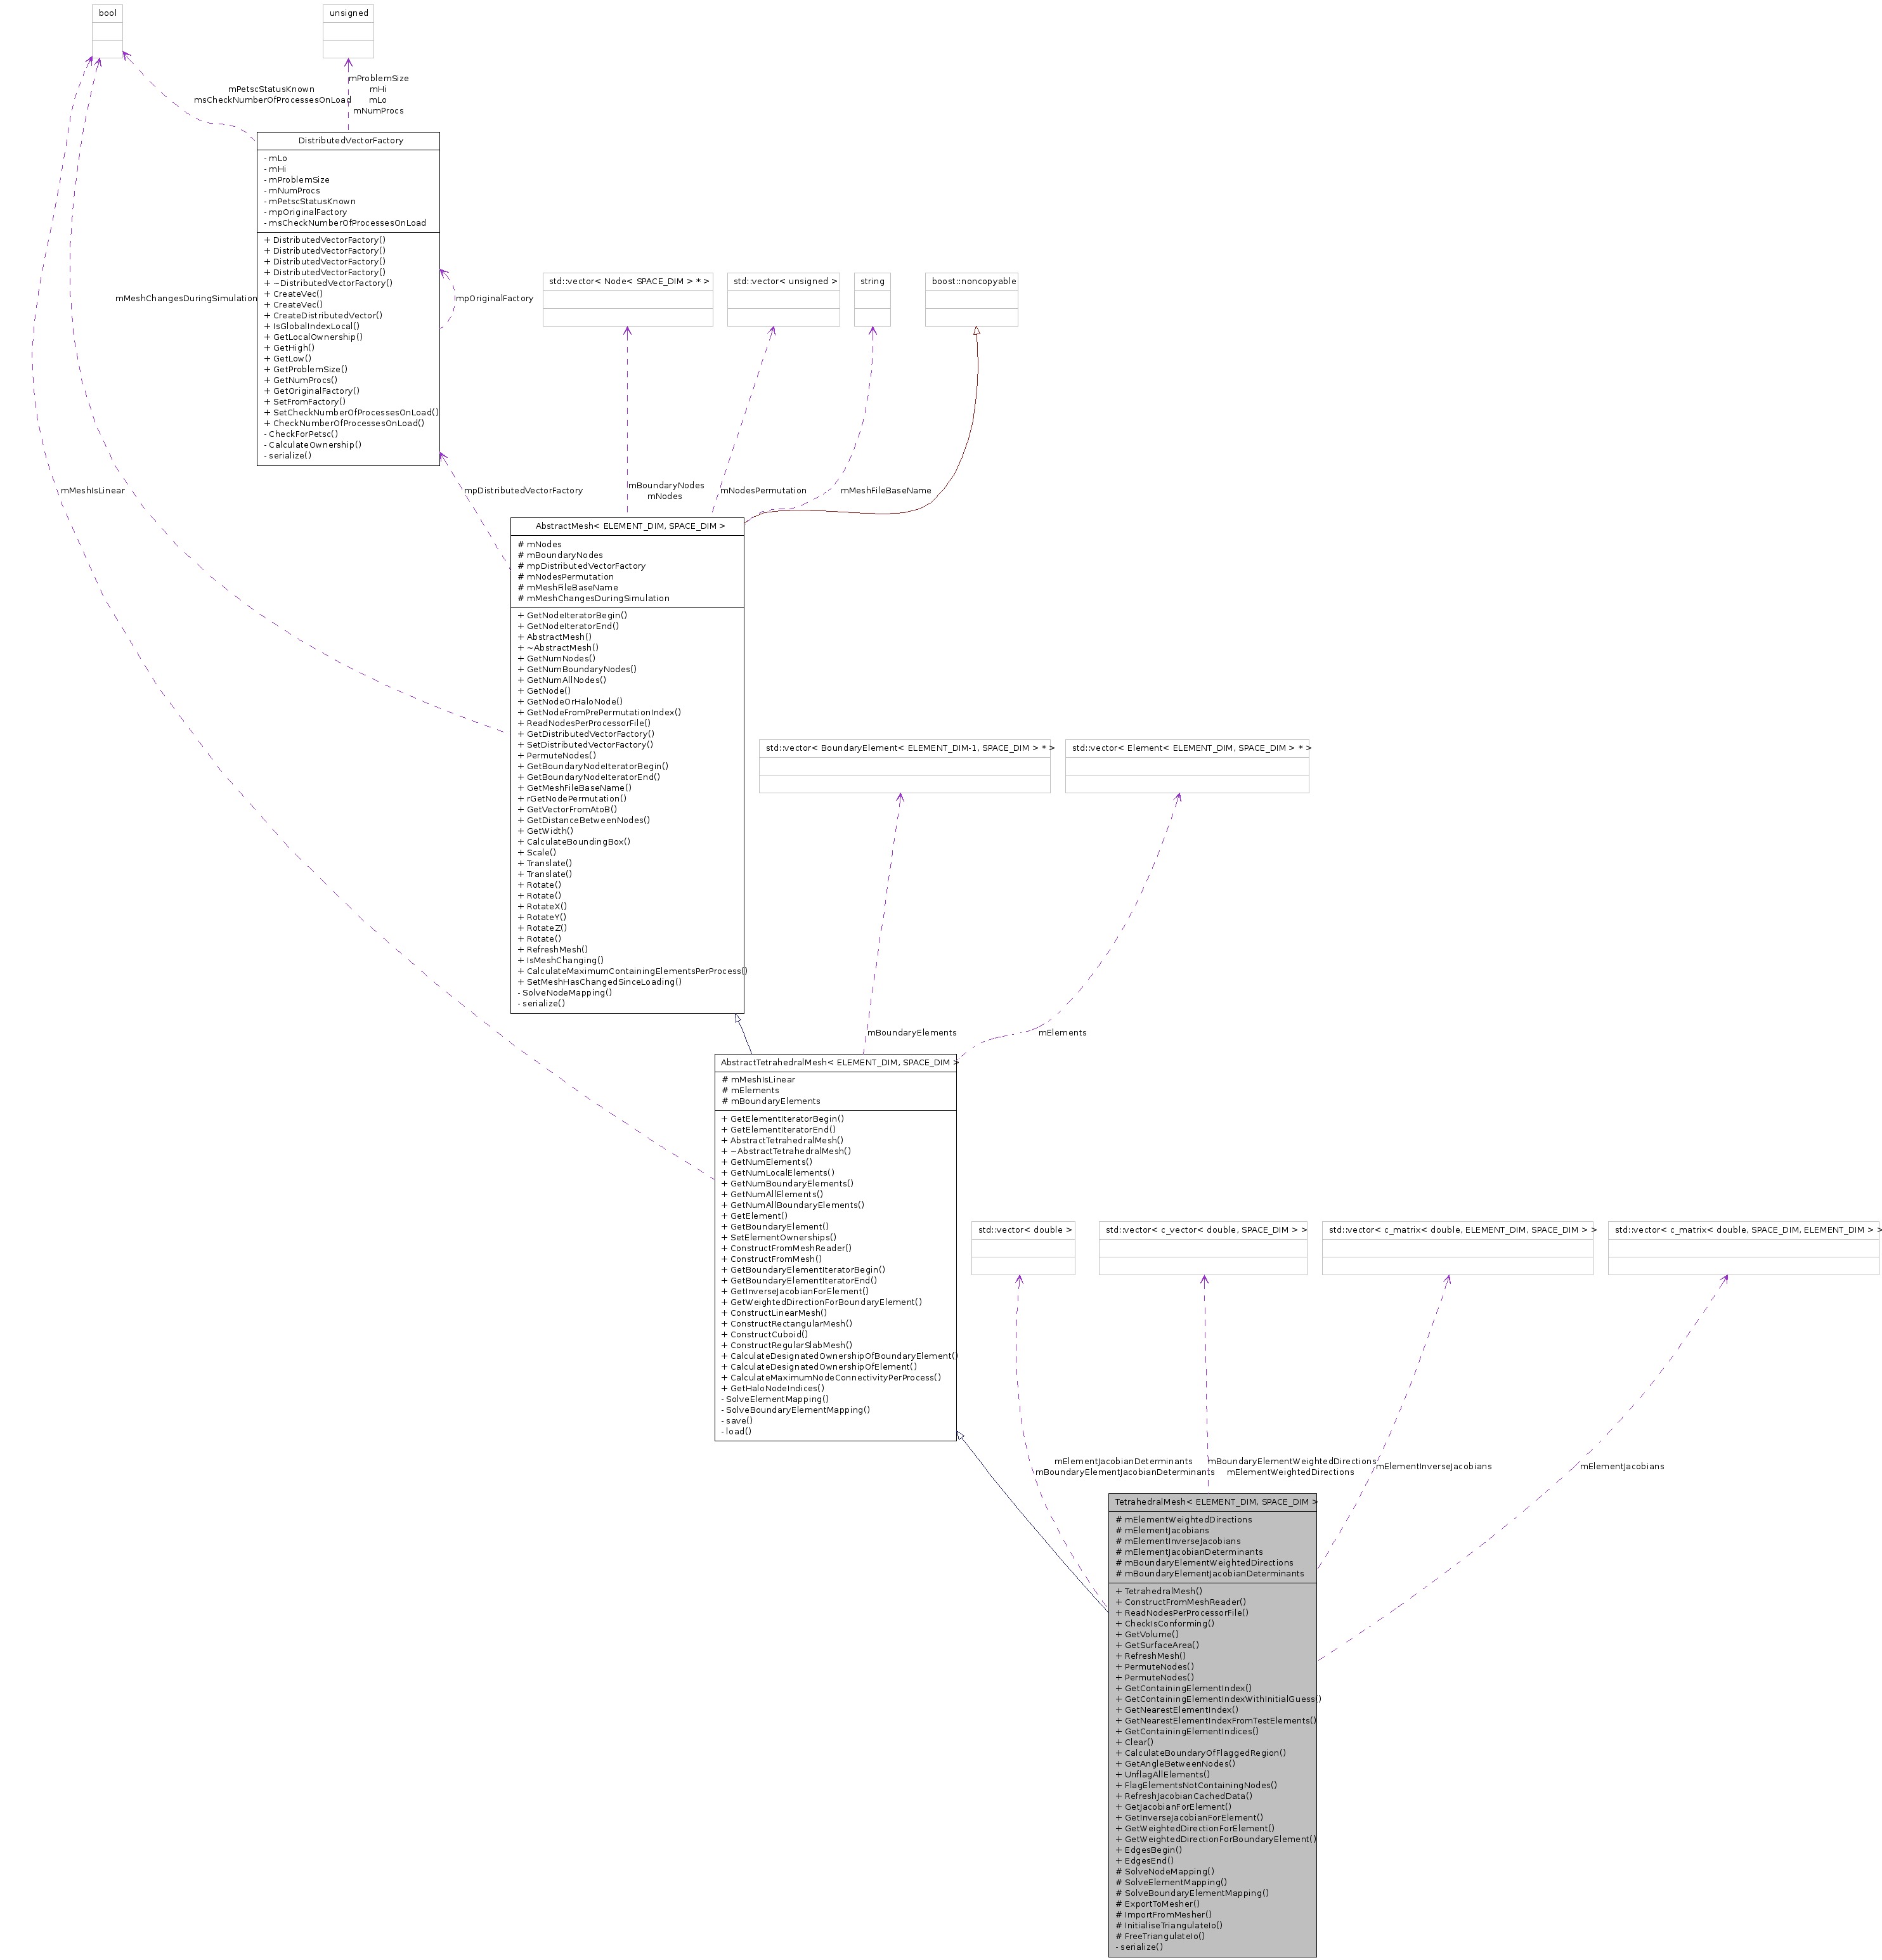 bool
unsigned
mPetscStatusKnown
msCheckNumberOfProcessesOnLoad
mProblemSize
mHi
mLo
mNumProcs
DistributedVectorFactory
- mLo
- mHi
- mProblemSize
- mNumProcs
- mPetscStatusKnown
- mpOriginalFactory
- msCheckNumberOfProcessesOnLoad
+ DistributedVectorFactory()
+ DistributedVectorFactory()
+ DistributedVectorFactory()
+ DistributedVectorFactory()
+ ~DistributedVectorFactory()
+ CreateVec()
+ CreateVec()
+ CreateDistributedVector()
+ IsGlobalIndexLocal()
+ GetLocalOwnership()
+ GetHigh()
+ GetLow()
+ GetProblemSize()
+ GetNumProcs()
+ GetOriginalFactory()
+ SetFromFactory()
+ SetCheckNumberOfProcessesOnLoad()
+ CheckNumberOfProcessesOnLoad()
- CheckForPetsc()
- CalculateOwnership()
- serialize()
mMeshChangesDuringSimulation
mpOriginalFactory
std::vector< Node< SPACE_DIM > * >
std::vector< unsigned >
string
boost::noncopyable
mMeshIsLinear
mpDistributedVectorFactory
mBoundaryNodes
mNodes
mNodesPermutation
mMeshFileBaseName
AbstractMesh< ELEMENT_DIM, SPACE_DIM >
# mNodes
# mBoundaryNodes
# mpDistributedVectorFactory
# mNodesPermutation
# mMeshFileBaseName
# mMeshChangesDuringSimulation
+ GetNodeIteratorBegin()
+ GetNodeIteratorEnd()
+ AbstractMesh()
+ ~AbstractMesh()
+ GetNumNodes()
+ GetNumBoundaryNodes()
+ GetNumAllNodes()
+ GetNode()
+ GetNodeOrHaloNode()
+ GetNodeFromPrePermutationIndex()
+ ReadNodesPerProcessorFile()
+ GetDistributedVectorFactory()
+ SetDistributedVectorFactory()
+ PermuteNodes()
+ GetBoundaryNodeIteratorBegin()
+ GetBoundaryNodeIteratorEnd()
+ GetMeshFileBaseName()
+ rGetNodePermutation()
+ GetVectorFromAtoB()
+ GetDistanceBetweenNodes()
+ GetWidth()
+ CalculateBoundingBox()
+ Scale()
+ Translate()
+ Translate()
+ Rotate()
+ Rotate()
+ RotateX()
+ RotateY()
+ RotateZ()
+ Rotate()
+ RefreshMesh()
+ IsMeshChanging()
+ CalculateMaximumContainingElementsPerProcess()
+ SetMeshHasChangedSinceLoading()
- SolveNodeMapping()
- serialize()
std::vector< BoundaryElement< ELEMENT_DIM-1, SPACE_DIM > * >
std::vector< Element< ELEMENT_DIM, SPACE_DIM > * >
mBoundaryElements
mElements
AbstractTetrahedralMesh< ELEMENT_DIM, SPACE_DIM >
# mMeshIsLinear
# mElements
# mBoundaryElements
+ GetElementIteratorBegin()
+ GetElementIteratorEnd()
+ AbstractTetrahedralMesh()
+ ~AbstractTetrahedralMesh()
+ GetNumElements()
+ GetNumLocalElements()
+ GetNumBoundaryElements()
+ GetNumAllElements()
+ GetNumAllBoundaryElements()
+ GetElement()
+ GetBoundaryElement()
+ SetElementOwnerships()
+ ConstructFromMeshReader()
+ ConstructFromMesh()
+ GetBoundaryElementIteratorBegin()
+ GetBoundaryElementIteratorEnd()
+ GetInverseJacobianForElement()
+ GetWeightedDirectionForBoundaryElement()
+ ConstructLinearMesh()
+ ConstructRectangularMesh()
+ ConstructCuboid()
+ ConstructRegularSlabMesh()
+ CalculateDesignatedOwnershipOfBoundaryElement()
+ CalculateDesignatedOwnershipOfElement()
+ CalculateMaximumNodeConnectivityPerProcess()
+ GetHaloNodeIndices()
- SolveElementMapping()
- SolveBoundaryElementMapping()
- save()
- load()
std::vector< double >
std::vector< c_vector< double, SPACE_DIM > >
std::vector< c_matrix< double, ELEMENT_DIM, SPACE_DIM > >
std::vector< c_matrix< double, SPACE_DIM, ELEMENT_DIM > >
mElementJacobianDeterminants
mBoundaryElementJacobianDeterminants
mBoundaryElementWeightedDirections
mElementWeightedDirections
mElementInverseJacobians
mElementJacobians
TetrahedralMesh< ELEMENT_DIM, SPACE_DIM >
# mElementWeightedDirections
# mElementJacobians
# mElementInverseJacobians
# mElementJacobianDeterminants
# mBoundaryElementWeightedDirections
# mBoundaryElementJacobianDeterminants
+ TetrahedralMesh()
+ ConstructFromMeshReader()
+ ReadNodesPerProcessorFile()
+ CheckIsConforming()
+ GetVolume()
+ GetSurfaceArea()
+ RefreshMesh()
+ PermuteNodes()
+ PermuteNodes()
+ GetContainingElementIndex()
+ GetContainingElementIndexWithInitialGuess()
+ GetNearestElementIndex()
+ GetNearestElementIndexFromTestElements()
+ GetContainingElementIndices()
+ Clear()
+ CalculateBoundaryOfFlaggedRegion()
+ GetAngleBetweenNodes()
+ UnflagAllElements()
+ FlagElementsNotContainingNodes()
+ RefreshJacobianCachedData()
+ GetJacobianForElement()
+ GetInverseJacobianForElement()
+ GetWeightedDirectionForElement()
+ GetWeightedDirectionForBoundaryElement()
+ EdgesBegin()
+ EdgesEnd()
# SolveNodeMapping()
# SolveElementMapping()
# SolveBoundaryElementMapping()
# ExportToMesher()
# ImportFromMesher()
# InitialiseTriangulateIo()
# FreeTriangulateIo()
- serialize()